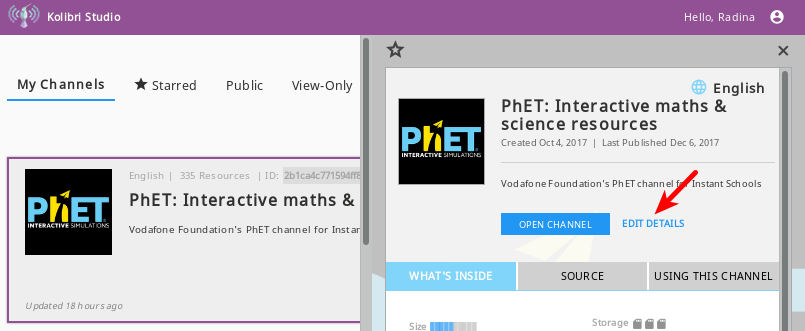 Kolibri Studio
Hello, Radina
My Channels
Starred
Public
View-Only
English | 335 Resources | ID: 2b1ca4c771594ff8
PhET
INTERACTIVE SIMULATIONS
PhET: Interactive maths &
Vodafone Foundation's PhET channel for Instan
Updated 18 hours ago
English
PhET
INTERACTIVE SIMULATIONS
PhET: Interactive maths &
science resources
Created Oct 4, 2017 | Last Published Dec 6, 2017
Vodafone Foundation's PhET channel for Instant Schools
OPEN CHANNEL
EDIT DETAILS
WHAT'S INSIDE
SOURCE
USING THIS CHANNEL
Size
Storage